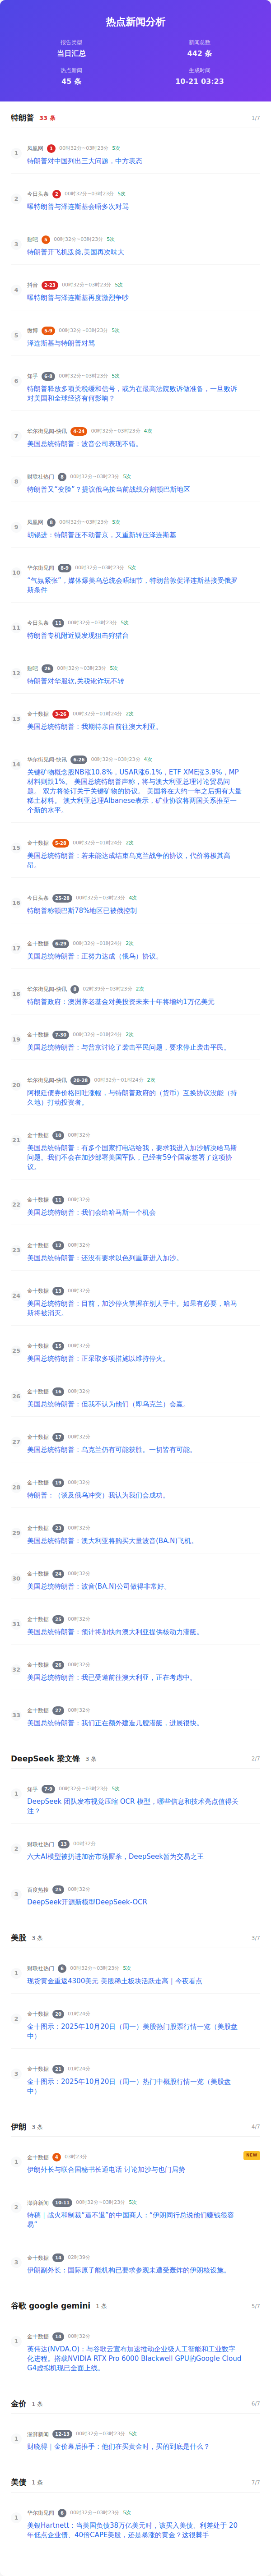 热点新闻分析
报告类型
当日汇总
新闻总数
442 条
热点新闻
45 条
生成时间
10-21 03:23
特朗普 33 条 1/7
1 凤凰网 1 00时32分~03时23分 5次
特朗普对中国列出三大问题，中方表态
2 今日头条 2 00时32分~03时23分 5次
曝特朗普与泽连斯基会晤多次对骂
3 贴吧 5 00时32分~03时23分 5次
特朗普开飞机泼粪,美国再次味大
4 抖音 2-23 00时32分~03时23分 5次
曝特朗普与泽连斯基再度激烈争吵
5 微博 5-9 00时32分~03时23分 5次
泽连斯基与特朗普对骂
6 知乎 6-8 00时32分~03时23分 5次
特朗普释放多项关税缓和信号，或为在最高法院败诉做准备，一旦败诉
对美国和全球经济有何影响？
7 华尔街见闻-快讯 4-24 00时32分~03时23分 4次
美国总统特朗普：波音公司表现不错。
8 财联社热门 8 00时32分~03时23分 5次
特朗普又“变脸”？提议俄乌按当前战线分割顿巴斯地区
9 凤凰网 8 00时32分~03时23分 5次
胡锡进：特朗普压不动普京，又重新转压泽连斯基
10 华尔街见闻 8-9 00时32分~03时23分 5次
“气氛紧张”，媒体爆美乌总统会晤细节，特朗普敦促泽连斯基接受俄罗
斯条件
11 今日头条 11 00时32分~03时23分 5次
特朗普专机附近疑发现狙击狩猎台
12 贴吧 26 00时32分~03时23分 5次
特朗普对华服软,关税讹诈玩不转
13 金十数据 3-26 00时32分~01时24分 2次
美国总统特朗普：我期待亲自前往澳大利亚。
14 华尔街见闻-快讯 6-26 00时32分~03时23分 4次
关键矿物概念股NB涨10.8%，USAR涨6.1%，ETF XME涨3.9%，MP
材料则跌1%。 美国总统特朗普声称，将与澳大利亚总理讨论贸易问
题。 双方将签订关于关键矿物的协议。 美国将在大约一年之后拥有大量
稀土材料。 澳大利亚总理Albanese表示，矿业协议将两国关系推至一
个新的水平。
15 金十数据 5-28 00时32分~01时24分 2次
美国总统特朗普：若未能达成结束乌克兰战争的协议，代价将极其高
昂。
16 今日头条 25-28 00时32分~03时23分 4次
特朗普称顿巴斯78%地区已被俄控制
17 金十数据 6-29 00时32分~01时24分 2次
美国总统特朗普：正努力达成（俄乌）协议。
18 华尔街见闻-快讯 8 02时39分~03时23分 2次
特朗普政府：澳洲养老基金对美投资未来十年将增约1万亿美元
19 金十数据 7-30 00时32分~01时24分 2次
美国总统特朗普：与普京讨论了袭击平民问题，要求停止袭击平民。
20 华尔街见闻-快讯 20-28 00时32分~01时24分 2次
阿根廷债券价格回吐涨幅，与特朗普政府的（货币）互换协议没能（持
久地）打动投资者。
21 金十数据 10 00时32分
美国总统特朗普：有多个国家打电话给我，要求我进入加沙解决哈马斯
问题。我们不会在加沙部署美国军队，已经有59个国家签署了这项协
议。
22 金十数据 11 00时32分
美国总统特朗普：我们会给哈马斯一个机会
23 金十数据 12 00时32分
美国总统特朗普：还没有要求以色列重新进入加沙。
24 金十数据 13 00时32分
美国总统特朗普：目前，加沙停火掌握在别人手中。如果有必要，哈马
斯将被消灭。
25 金十数据 15 00时32分
美国总统特朗普：正采取多项措施以维持停火。
26 金十数据 16 00时32分
美国总统特朗普：但我不认为他们（即乌克兰）会赢。
27 金十数据 17 00时32分
美国总统特朗普：乌克兰仍有可能获胜。一切皆有可能。
28 金十数据 19 00时32分
特朗普：（谈及俄乌冲突）我认为我们会成功。
29 金十数据 23 00时32分
美国总统特朗普：澳大利亚将购买大量波音(BA.N)飞机。
30 金十数据 24 00时32分
美国总统特朗普：波音(BA.N)公司做得非常好。
31 金十数据 25 00时32分
美国总统特朗普：预计将加快向澳大利亚提供核动力潜艇。
32 金十数据 26 00时32分
美国总统特朗普：我已受邀前往澳大利亚，正在考虑中。
33 金十数据 27 00时32分
美国总统特朗普：我们正在额外建造几艘潜艇，进展很快。
DeepSeek 梁文锋 3 条 2/7
1 知乎 7-9 00时32分~03时23分 5次
DeepSeek 团队发布视觉压缩 OCR 模型，哪些信息和技术亮点值得关
注？
2 财联社热门 13 00时32分
六大AI模型被扔进加密市场厮杀，DeepSeek暂为交易之王
3 百度热搜 25 00时32分
DeepSeek开源新模型DeepSeek-OCR
美股 3 条 3/7
1 财联社热门 6 00时32分~03时23分 5次
现货黄金重返4300美元 美股稀土板块活跃走高 | 今夜看点
2 金十数据 20 01时24分
金十图示：2025年10月20日（周一）美股热门股票行情一览（美股盘
中）
3 金十数据 21 01时24分
金十图示：2025年10月20日（周一）热门中概股行情一览（美股盘
中）
伊朗 3 条 4/7
1 金十数据 4 03时23分 NEW
伊朗外长与联合国秘书长通电话 讨论加沙与也门局势
2 澎湃新闻 10-11 00时32分~03时23分 5次
特稿｜战火和制裁“逼不退”的中国商人：“伊朗同行总说他们赚钱很容
易”
3 金十数据 14 02时39分
伊朗副外长：国际原子能机构已要求参观未遭受轰炸的伊朗核设施。
谷歌 google gemini 1 条 5/7
1 金十数据 14 00时32分
英伟达(NVDA.O)：与谷歌云宣布加速推动企业级人工智能和工业数字
化进程。搭载NVIDIA RTX Pro 6000 Blackwell GPU的Google Cloud
G4虚拟机现已全面上线。
金价 1 条 6/7
1 澎湃新闻 12-13 00时32分~03时23分 5次
财晓得｜金价幕后推手：他们在买黄金时，买的到底是什么？
美债 1 条 7/7
1 华尔街见闻 6 00时32分~03时23分 5次
美银Hartnett：当美国负债38万亿美元时，该买入美债、利差处于 20
年低点企业债、40倍CAPE美股，还是暴涨的黄金？这很棘手